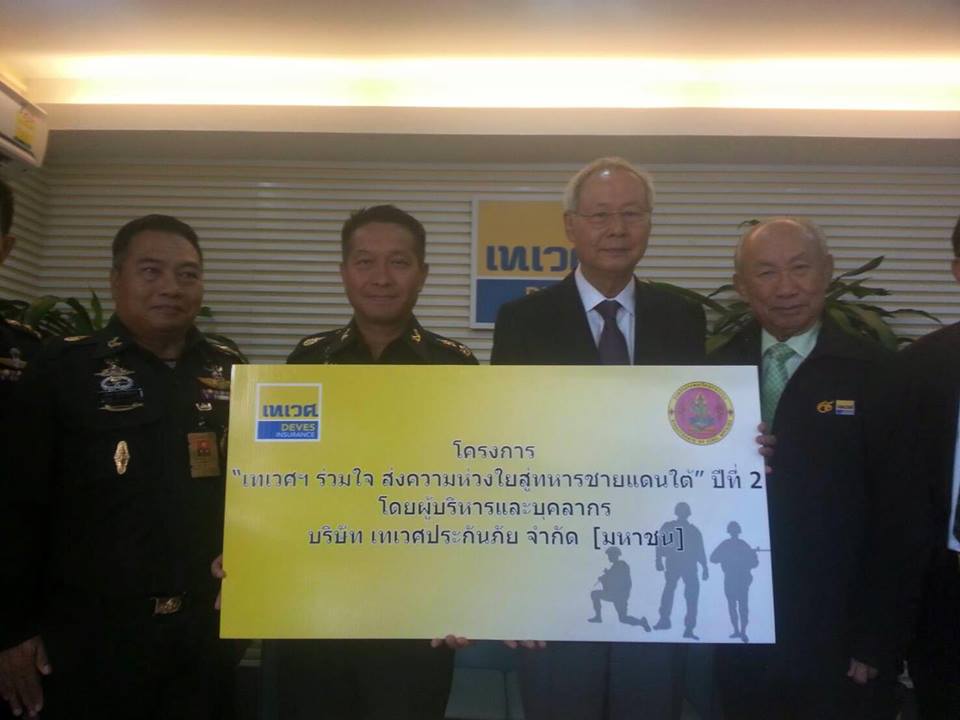 เทเวศ
DEVES
เทเวศ
DEVES
INSURANCE
โครงการ
"เทเวศฯ ร่วมใจ ส่งความห่วงใยสู่ทหารชายแดนใต้" ปีที่ 2
โดยผู้บริหารและบุคลากร
บริษัท เทเวศประกันภัย จำกัด [มหาชน]